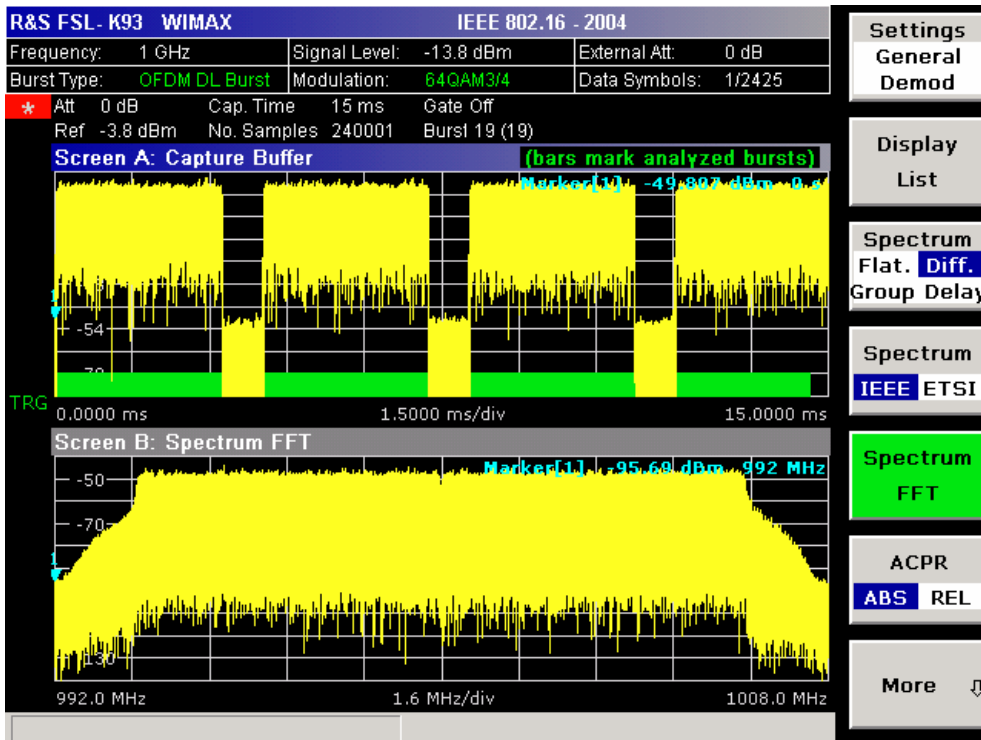 R&S FSL-K93 WIMAX IEEE 802.16 - 2004
Frequency: 1 GHz Signal Level: -13.8 dBm External Att: 0 dB
Burst Type: OFDM DL Burst Modulation: 64QAM3/4 Data Symbols: 1/2425
* Att 0 dB Cap. Time 15 ms Gate Off
Ref -3.8 dBm No. Samples 240001 Burst 19 (19)
Screen A: Capture Buffer (bars mark analyzed bursts)
Marker[1] -49.807 dBm 0 s
1
-54
TRG
0.0000 ms 1.5000 ms/div 15.0000 ms
Screen B: Spectrum FFT
Marker[1] -95.69 dBm 992 MHz
-50
-70
1
-130
992.0 MHz 1.6 MHz/div 1008.0 MHz
Settings
General
Demod
Display
List
Spectrum
Flat. Diff.
Group Delay
Spectrum
IEEE ETSI
Spectrum
FFT
ACPR
ABS REL
More ⇩